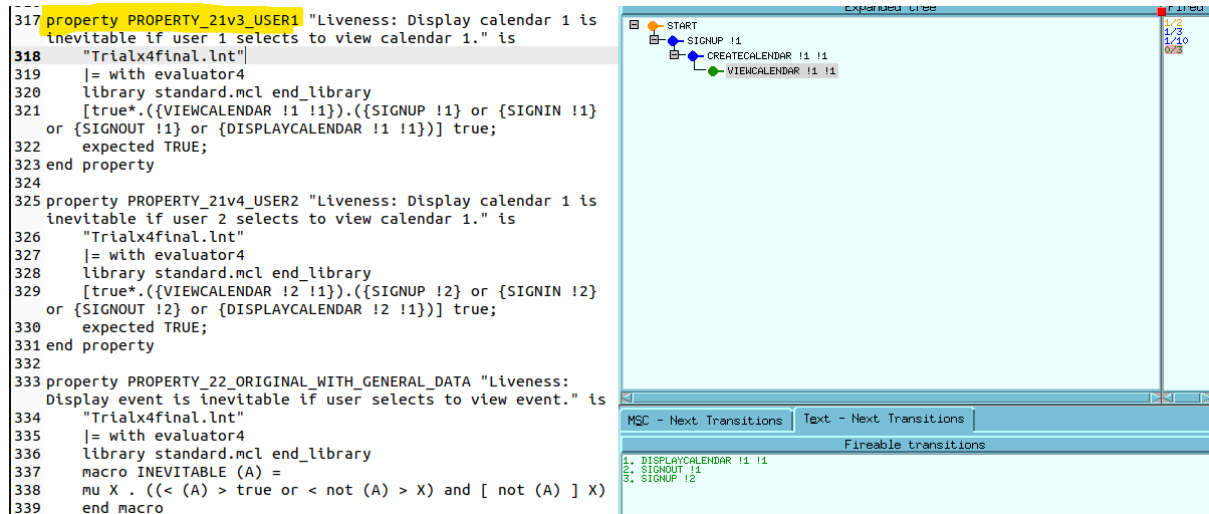 317 property PROPERTY_21v3_USER1 "Liveness: Display calendar 1 is
inevitable if user 1 selects to view calendar 1." is
318 "Trialx4final.lnt"
319 |= with evaluator4
320 library standard.mcl end_library
321 [true*.({VIEWCALENDAR !1 !1}).({SIGNUP !1} or {SIGNIN !1}
or {SIGNOUT !1} or {DISPLAYCALENDAR !1 !1})] true;
322 expected TRUE;
323 end property
324
325 property PROPERTY_21v4_USER2 "Liveness: Display calendar 1 is
inevitable if user 2 selects to view calendar 1." is
326 "Trialx4final.lnt"
327 |= with evaluator4
328 library standard.mcl end_library
329 [true*.({VIEWCALENDAR !2 !1}).({SIGNUP !2} or {SIGNIN !2}
or {SIGNOUT !2} or {DISPLAYCALENDAR !2 !1})] true;
330 expected TRUE;
331 end property
332
333 property PROPERTY_22_ORIGINAL_WITH_GENERAL_DATA "Liveness:
Display event is inevitable if user selects to view event." is
334 "Trialx4final.lnt"
335 |= with evaluator4
336 library standard.mcl end_library
337 macro INEVITABLE (A) =
338 mu X . ((< (A) > true or < not (A) > X) and [ not (A) ] X)
339 end macro
Expanded tree
Fired
START
SIGNUP !1
CREATECALENDAR !1 !1
VIEWCALENDAR !1 !1
1/2
1/3
1/10
0/3
MSC - Next Transitions
Text - Next Transitions
Fireable transitions
1. DISPLAYCALENDAR !1 !1
2. SIGNOUT !1
3. SIGNUP !2